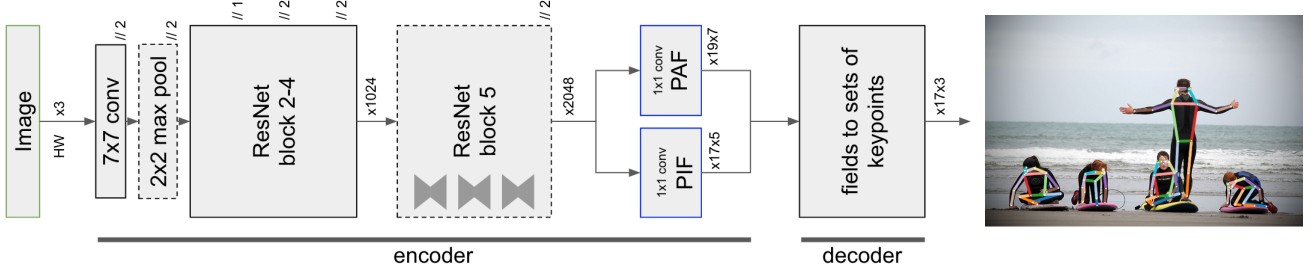 Image
HW
x3
7x7 conv
// 2
2x2 max pool
// 2
ResNet
block 2-4
// 1
// 2
// 2
x1024
ResNet
block 5
// 2
x2048
1x1 conv
PAF
x19x7
1x1 conv
PIF
x17x5
fields to sets of
keypoints
x17x3
encoder
decoder